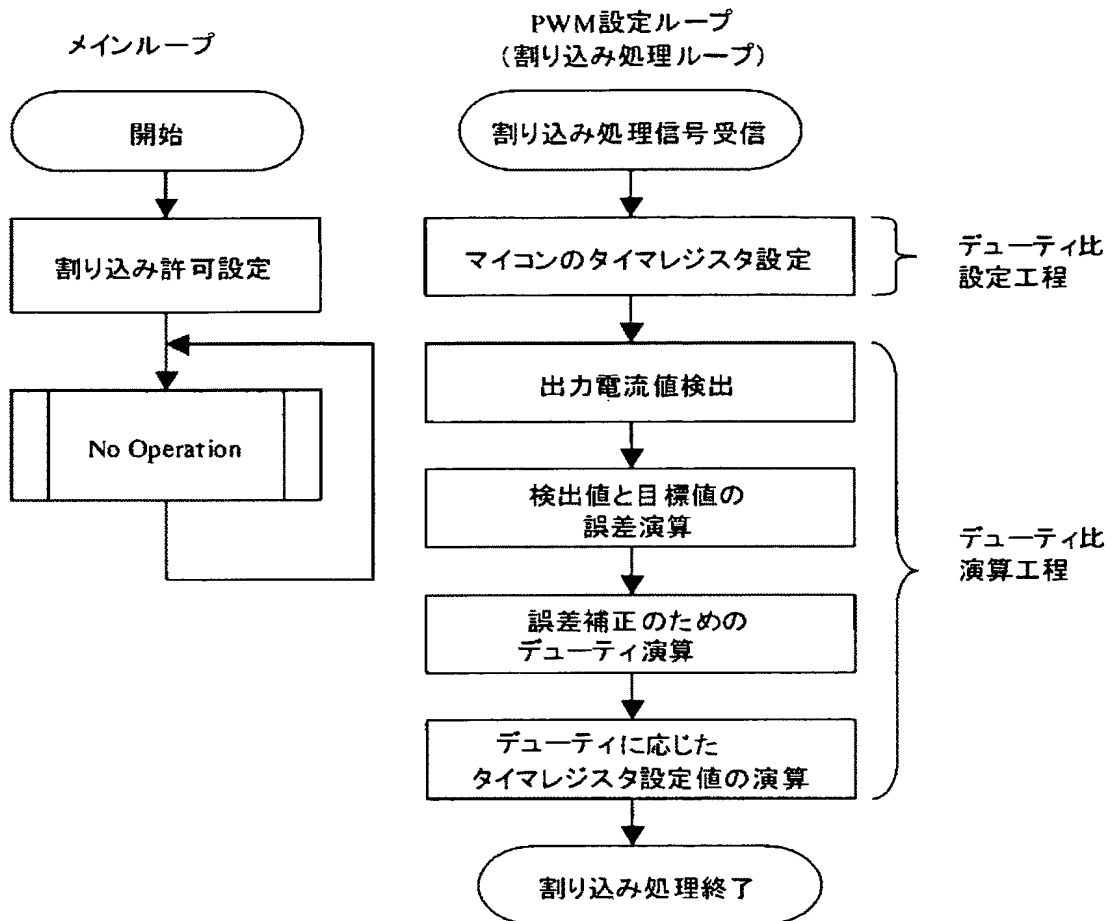 メインループ
開始
割り込み許可設定
No Operation
PWM設定ループ
(割り込み処理ループ)
割り込み処理信号受信
マイコンのタイマレジスタ設定
デューティ比
設定工程
出力電流値検出
検出値と目標値の
誤差演算
誤差補正のための
デューティ演算
デューティに応じた
タイマレジスタ設定値の演算
デューティ比
演算工程
割り込み処理終了